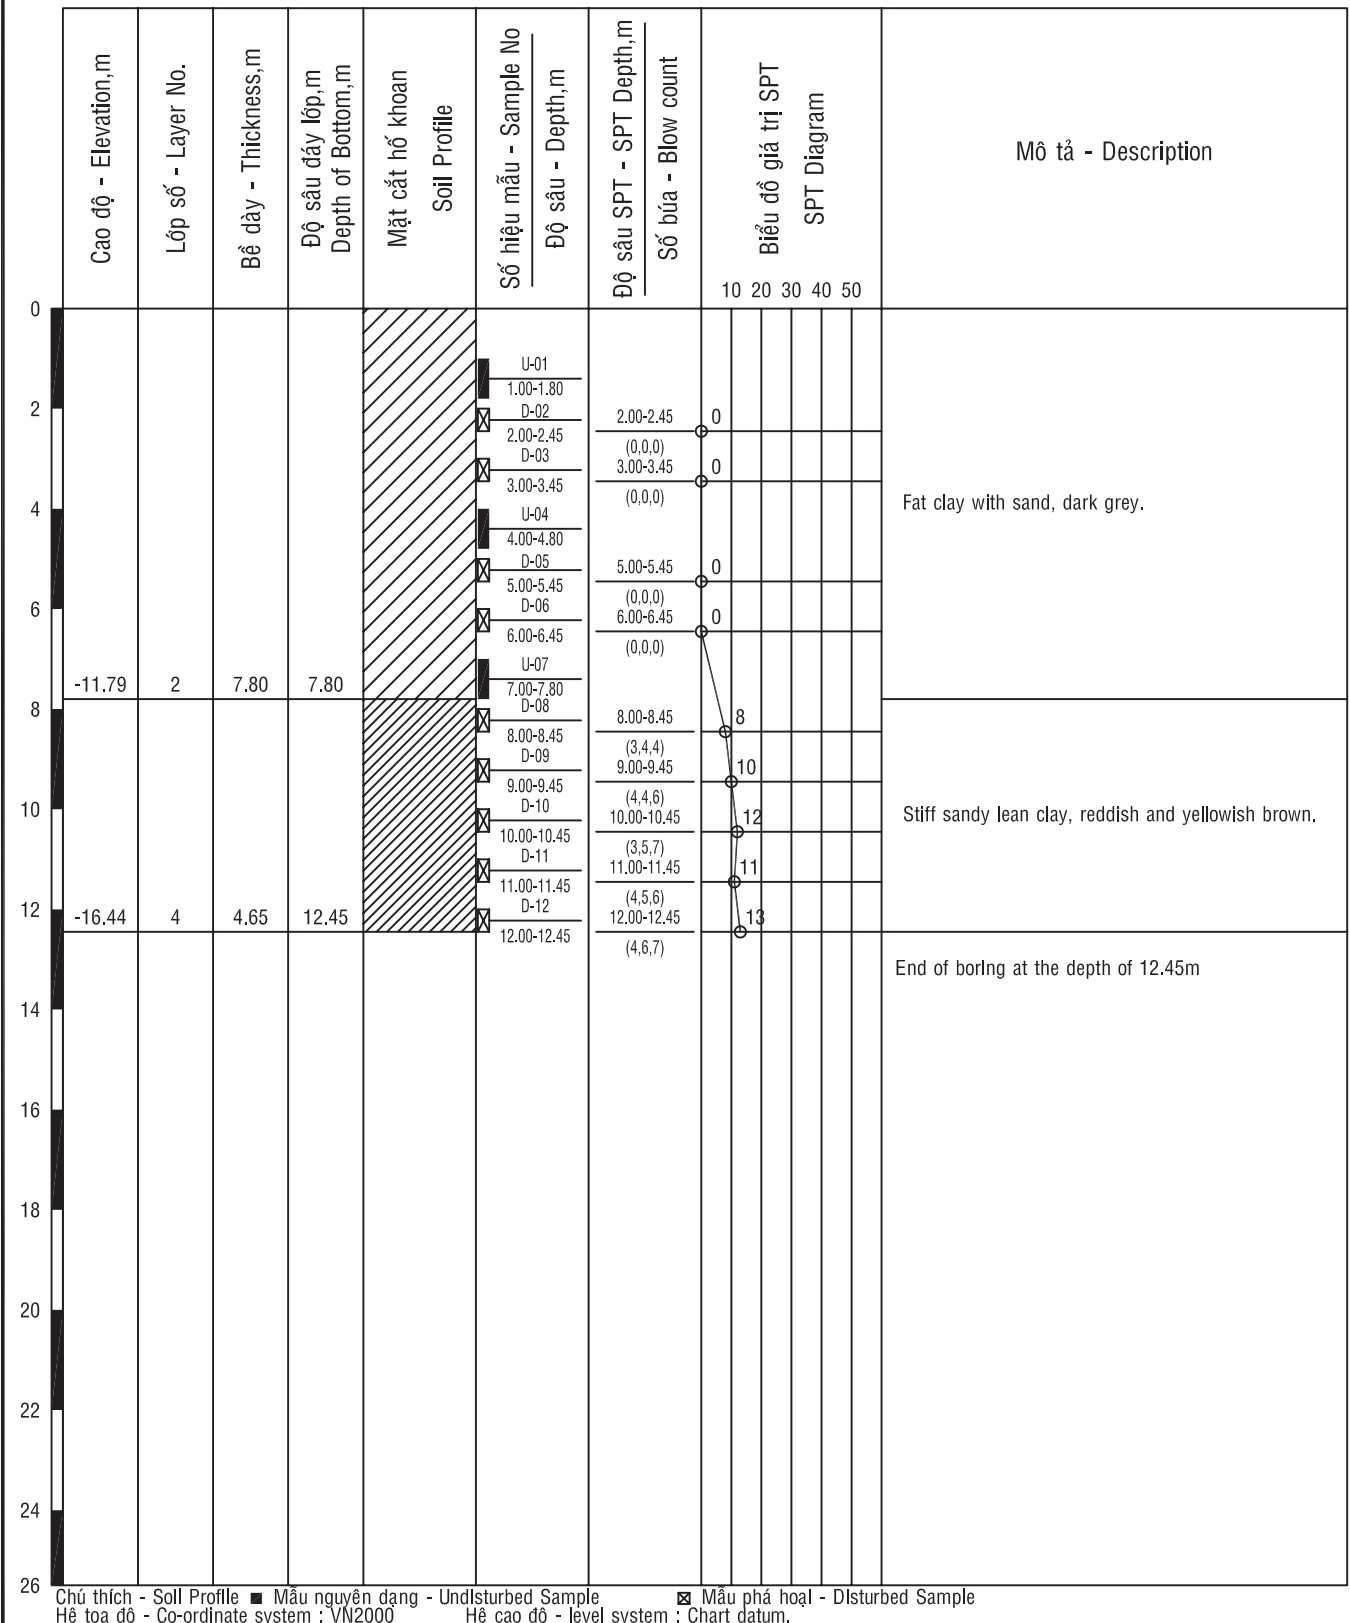 Cao độ - Elevation,m
Lớp số - Layer No.
Bề dày - Thickness,m
Độ sâu đáy lớp,m
Depth of Bottom,m
Mặt cắt hố khoan
Soil Profile
Số hiệu mẫu - Sample No
Độ sâu - Depth,m
Độ sâu SPT - SPT Depth,m
Số búa - Blow count
Biểu đồ giá trị SPT
SPT Diagram
10 20 30 40 50
Mô tả - Description
0
U-01
1.00-1.80
2
D-02
2.00-2.45
2.00-2.45
0
(0,0,0)
D-03
3.00-3.45
3.00-3.45
0
(0,0,0)
Fat clay with sand, dark grey.
4
U-04
4.00-4.80
D-05
5.00-5.45
5.00-5.45
0
(0,0,0)
6
D-06
6.00-6.45
6.00-6.45
0
(0,0,0)
U-07
7.00-7.80
-11.79 2 7.80 7.80
8
D-08
8.00-8.45
8.00-8.45
8
(3,4,4)
D-09
9.00-9.45
9.00-9.45
10
(4,4,6)
10
D-10
10.00-10.45
10.00-10.45
12
(3,5,7)
Stiff sandy lean clay, reddish and yellowish brown.
D-11
11.00-11.45
11.00-11.45
11
(4,5,6)
12
-16.44 4 4.65 12.45
D-12
12.00-12.45
12.00-12.45
13
(4,6,7)
End of boring at the depth of 12.45m
14
16
18
20
22
24
26
Chú thích - Soil Profile Mẫu nguyên dạng - Undisturbed Sample Mẫu phá hoại - Disturbed Sample
Hệ tọa độ - Co-ordinate system : VN2000 Hệ cao độ - level system : Chart datum.